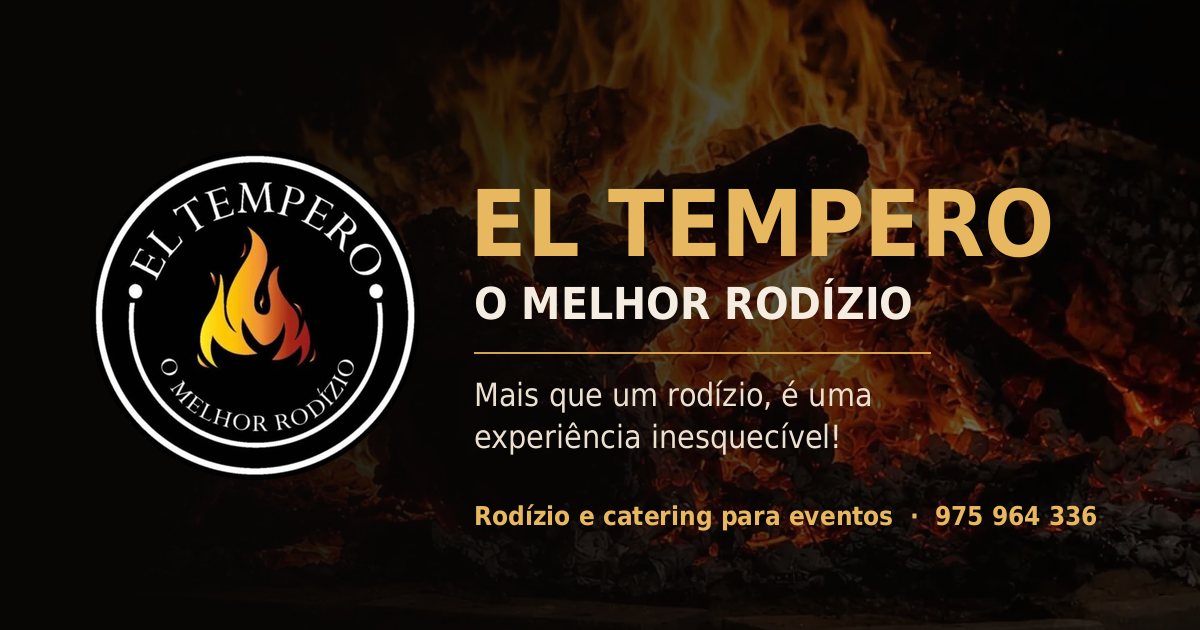 EL TEMPERO
O MELHOR RODÍZIO
EL TEMPERO
O MELHOR RODÍZIO
Mais que um rodízio, é uma
experiência inesquecível!
Rodízio e catering para eventos · 975 964 336